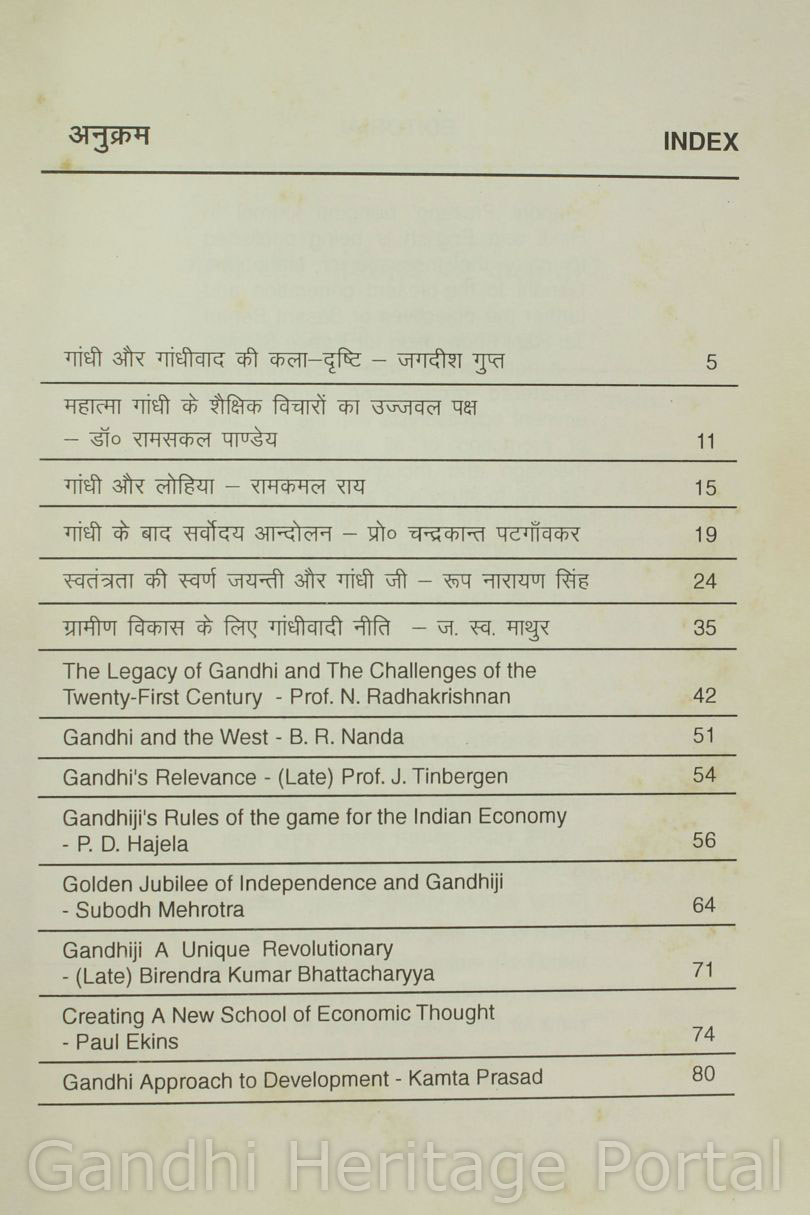 अनुक्रम INDEX
गांधी और गांधीवाद की कला–दृष्टि – जगदीश गुप्त 5
महात्मा गांधी के शैक्षिक विचारों का उज्जवल पक्ष
– डॉ० रामसकल पाण्डेय 11
गांधी और लोहिया – रामकमल राय 15
गांधी के बाद सर्वोदय आन्दोलन – प्रो० चन्द्रकान्त पटगाँवकर 19
स्वतंत्रता की स्वर्ण जयन्ती और गांधी जी – रूप नारायण सिंह 24
ग्रामीण विकास के लिए गांधीवादी नीति – ज. स्व. माथुर 35
The Legacy of Gandhi and The Challenges of the
Twenty-First Century - Prof. N. Radhakrishnan 42
Gandhi and the West - B. R. Nanda 51
Gandhi's Relevance - (Late) Prof. J. Tinbergen 54
Gandhiji's Rules of the game for the Indian Economy
- P. D. Hajela 56
Golden Jubilee of Independence and Gandhiji
- Subodh Mehrotra 64
Gandhiji A Unique Revolutionary
- (Late) Birendra Kumar Bhattacharyya 71
Creating A New School of Economic Thought
- Paul Ekins 74
Gandhi Approach to Development - Kamta Prasad 80
Gandhi Heritage Portal